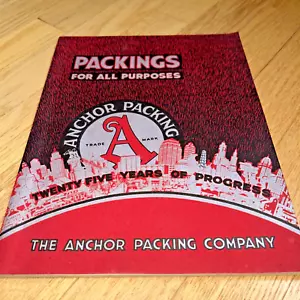 PACKINGS
FOR ALL PURPOSES
ANCHOR PACKING
A
TRADE MARK
TWENTY FIVE YEARS OF PROGRESS
THE ANCHOR PACKING COMPANY